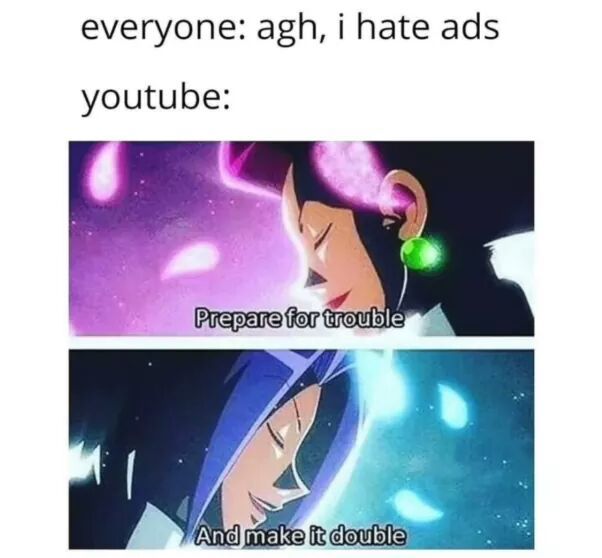 everyone: agh, i hate ads
youtube:
Prepare for trouble
And make it double